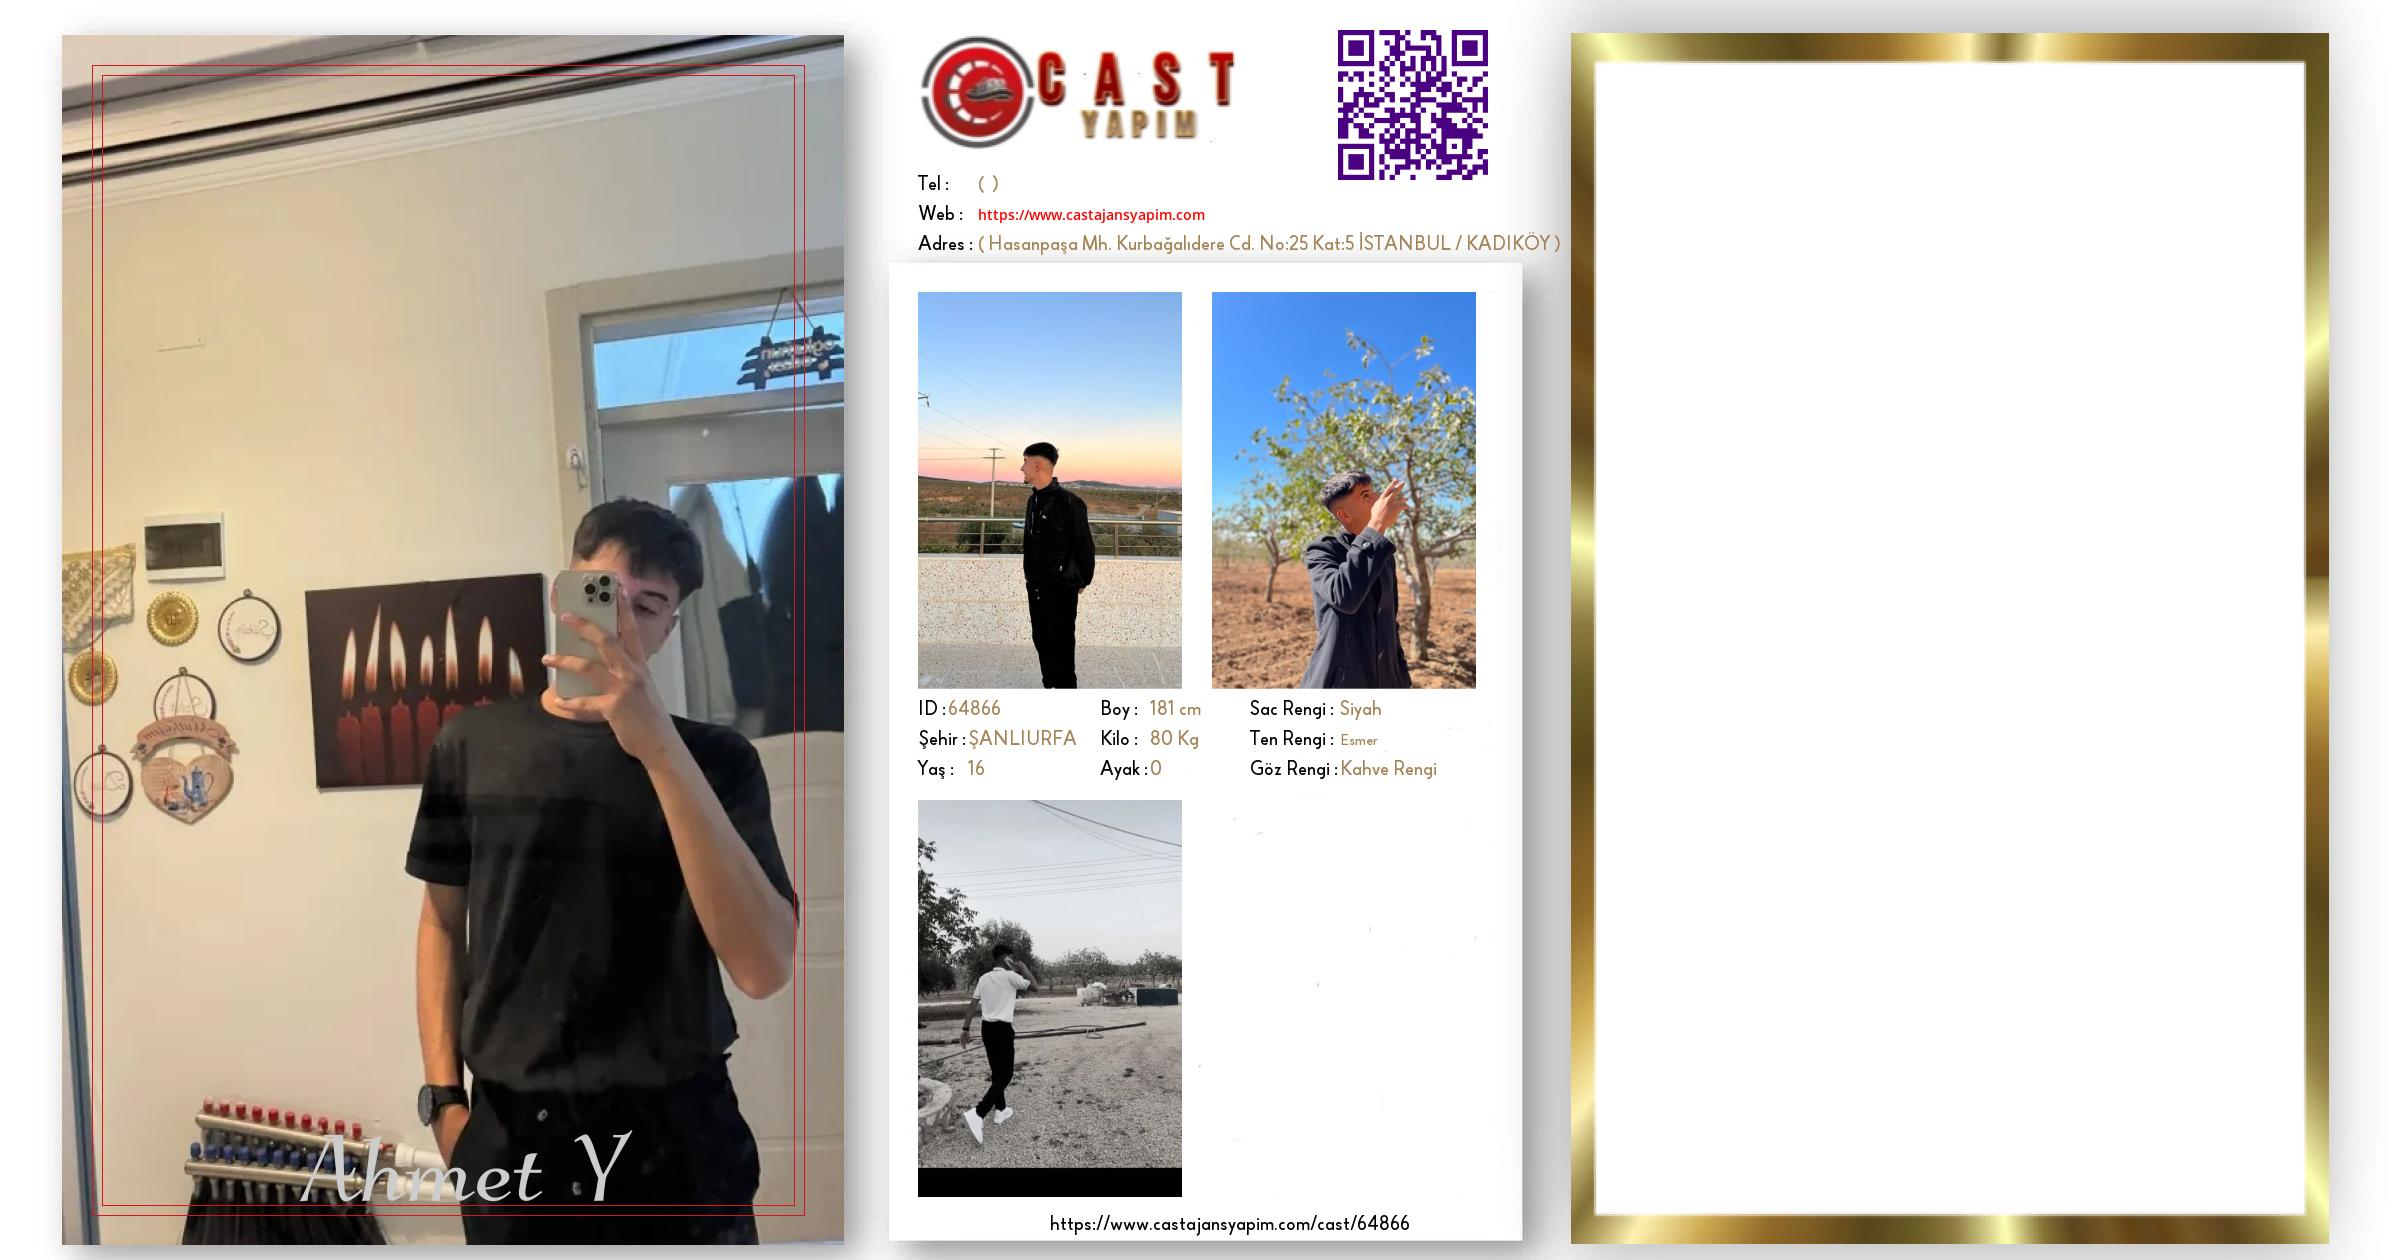 Ahmet Y
CAST
YAPIM
Tel : ( )
Web : https://www.castajansyapim.com
Adres : ( Hasanpaşa Mh. Kurbağalıdere Cd. No:25 Kat:5 İSTANBUL / KADIKÖY )
ID : 64866 Boy : 181 cm Sac Rengi : Siyah
Şehir : ŞANLIURFA Kilo : 80 Kg Ten Rengi : Esmer
Yaş : 16 Ayak : 0 Göz Rengi : Kahve Rengi
https://www.castajansyapim.com/cast/64866